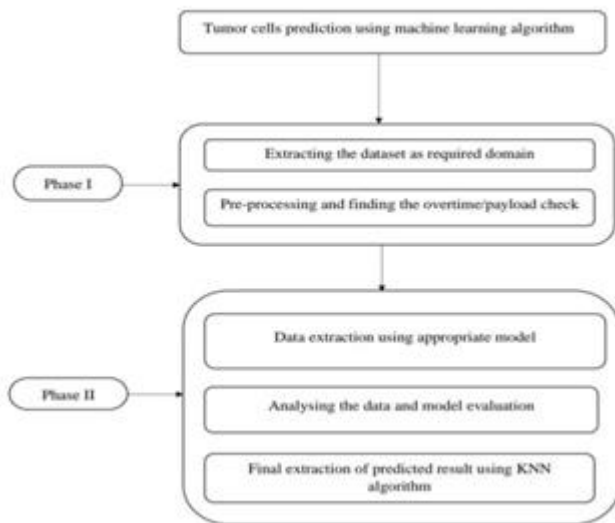 Tumor cells prediction using machine learning algorithm
Extracting the dataset as required domain
Phase I
Pre-processing and finding the overtime/payload check
Data extraction using appropriate model
Phase II
Analysing the data and model evaluation
Final extraction of predicted result using KNN
algorithm